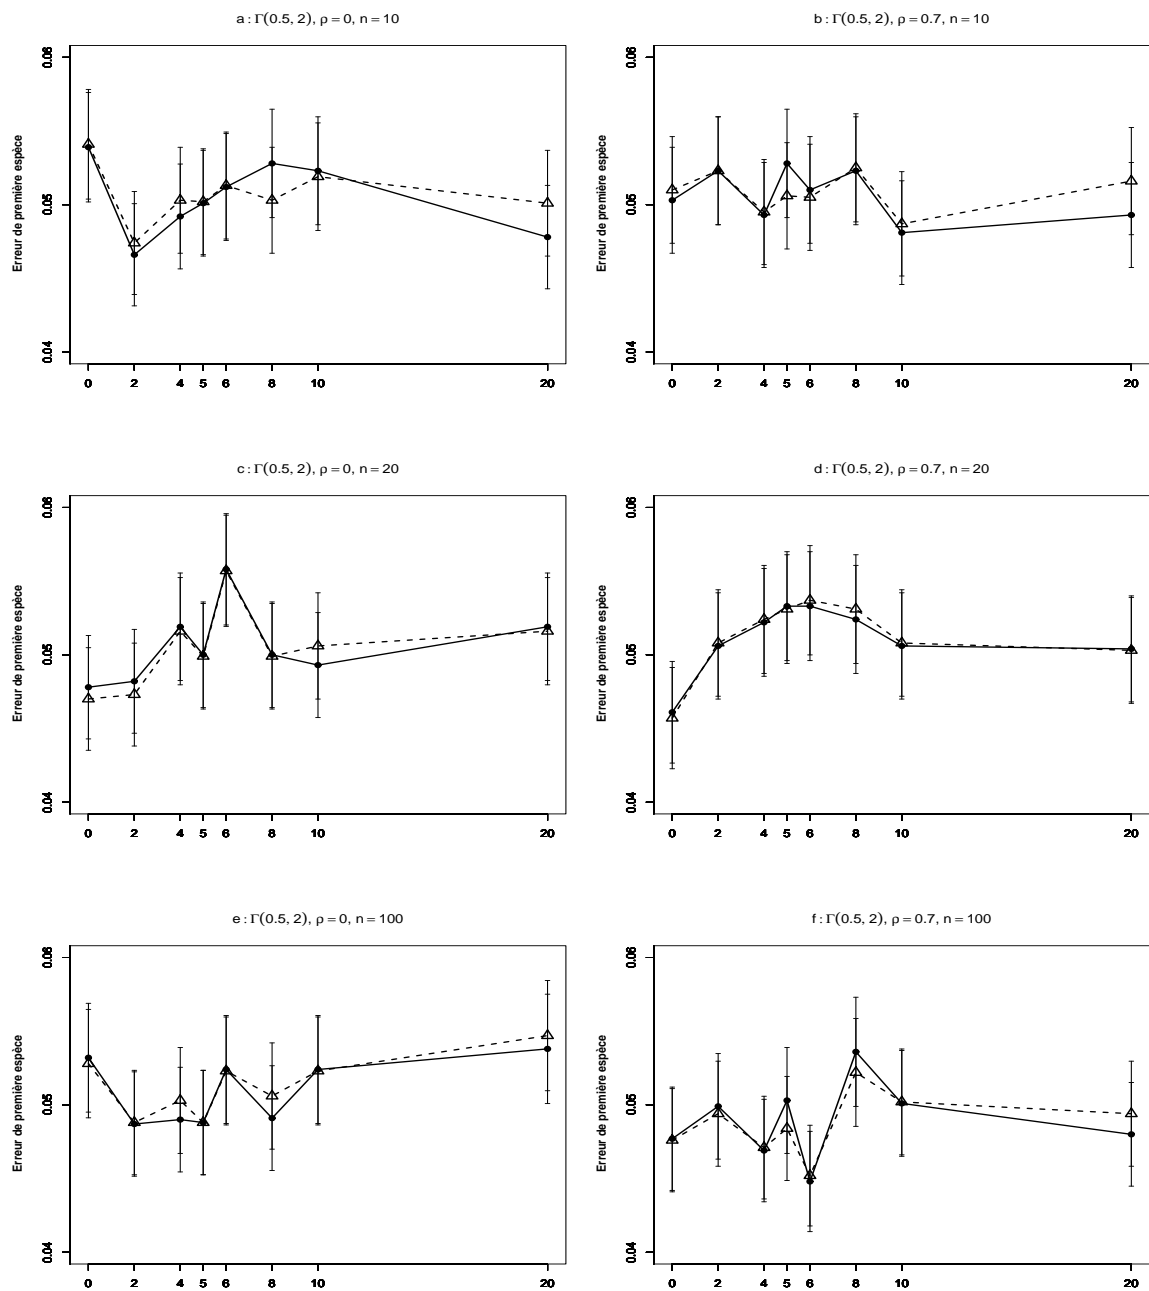 a : Γ(0.5, 2), ρ = 0, n = 10
Erreur de première espèce
0.06
0.05
0.04
0 2 4 5 6 8 10 20
b : Γ(0.5, 2), ρ = 0.7, n = 10
Erreur de première espèce
0.06
0.05
0.04
0 2 4 5 6 8 10 20
c : Γ(0.5, 2), ρ = 0, n = 20
Erreur de première espèce
0.06
0.05
0.04
0 2 4 5 6 8 10 20
d : Γ(0.5, 2), ρ = 0.7, n = 20
Erreur de première espèce
0.06
0.05
0.04
0 2 4 5 6 8 10 20
e : Γ(0.5, 2), ρ = 0, n = 100
Erreur de première espèce
0.06
0.05
0.04
0 2 4 5 6 8 10 20
f : Γ(0.5, 2), ρ = 0.7, n = 100
Erreur de première espèce
0.06
0.05
0.04
0 2 4 5 6 8 10 20